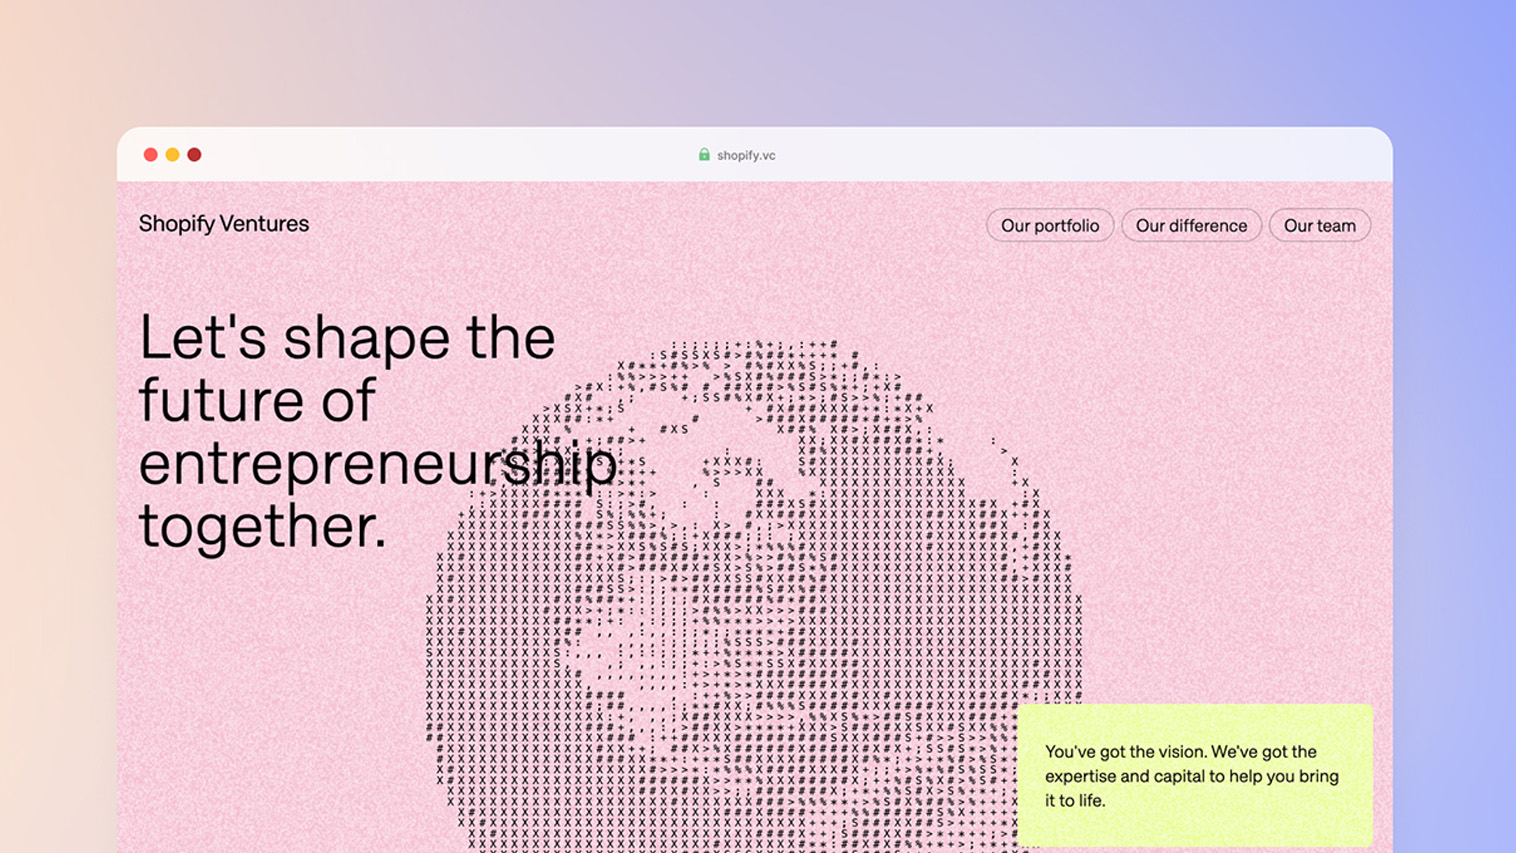 shopify.vc
Shopify Ventures
Our portfolio
Our difference
Our team
Let's shape the
future of
entrepreneurship
together.
You've got the vision. We've got the
expertise and capital to help you bring
it to life.